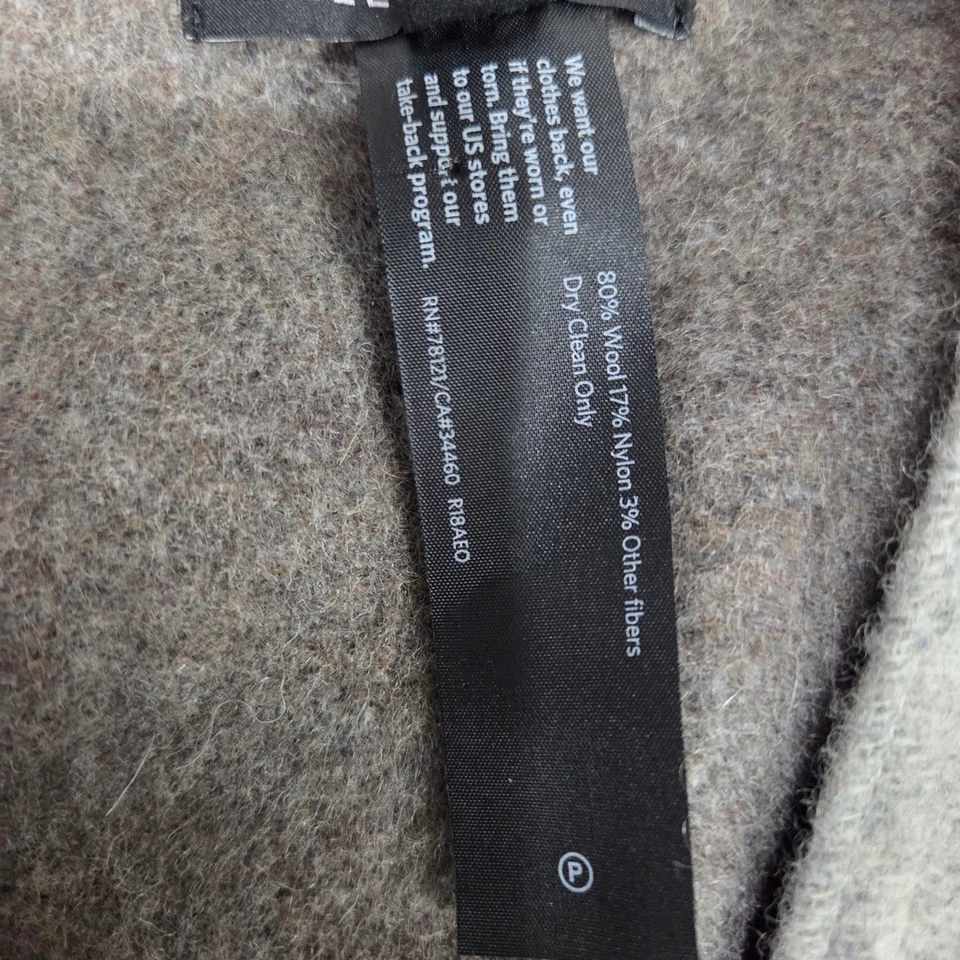 We want our
clothes back, even
if they're worn or
torn. Bring them
to our US stores
and support our
take-back program.
80% Wool 17% Nylon 3% Other fibers
Dry Clean Only
RN#78121/CA#34460 R18AEO
P